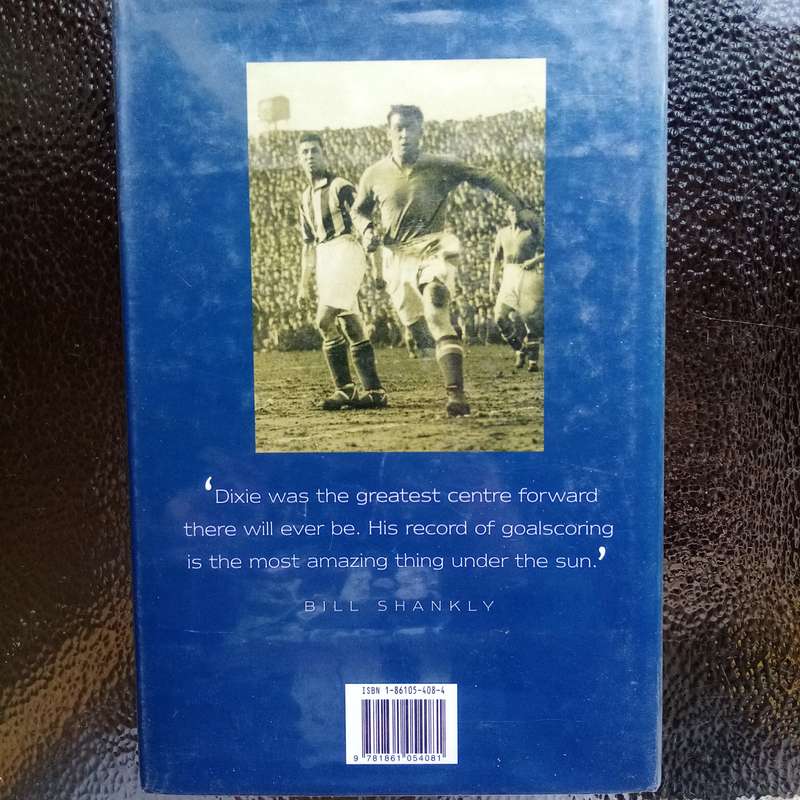 ‘Dixie was the greatest centre forward
there will ever be. His record of goalscoring
is the most amazing thing under the sun.’
BILL SHANKLY
ISBN 1-86105-408-4
9 781861 054081